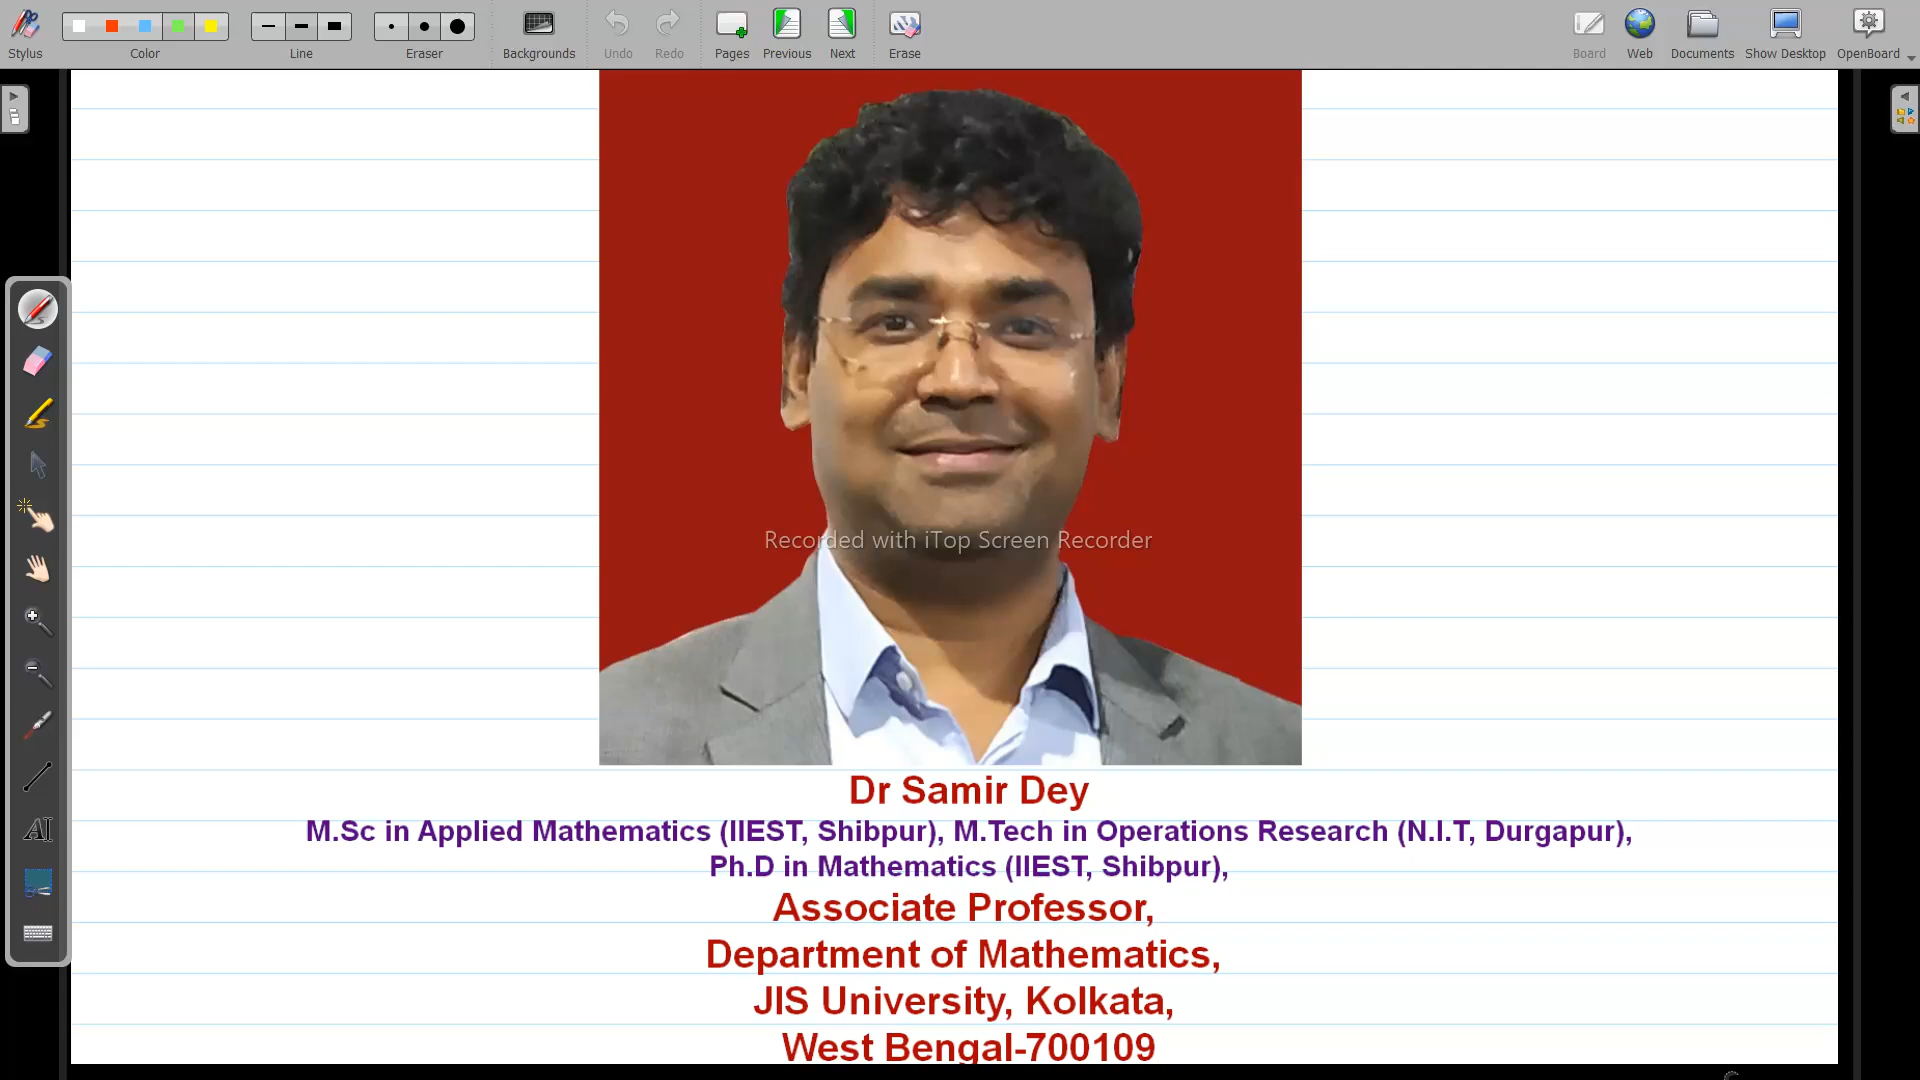 Stylus
Color
Line
Eraser
Backgrounds
Undo
Redo
Pages
Previous
Next
Erase
Board
Web
Documents
Show Desktop
OpenBoard
Recorded with iTop Screen Recorder
Dr Samir Dey
M.Sc in Applied Mathematics (IIEST, Shibpur), M.Tech in Operations Research (N.I.T, Durgapur),
Ph.D in Mathematics (IIEST, Shibpur),
Associate Professor,
Department of Mathematics,
JIS University, Kolkata,
West Bengal-700109